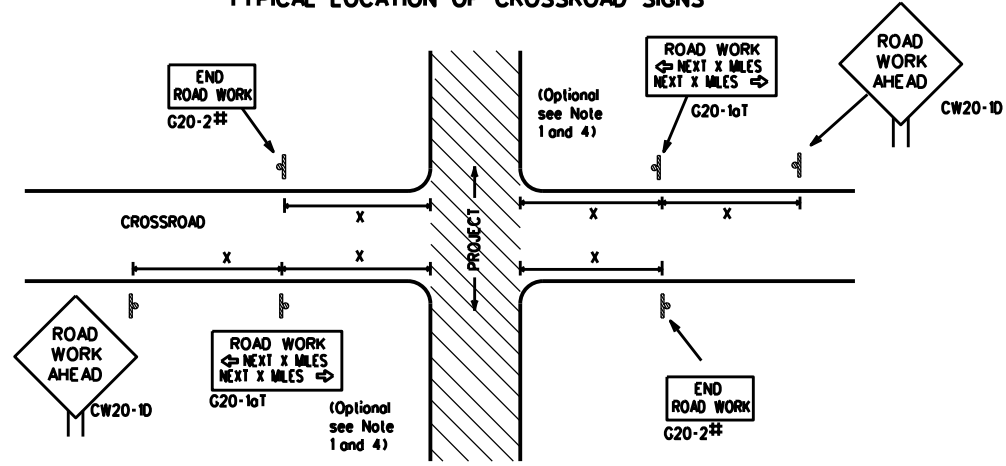 TYPICAL LOCATION OF CROSSROAD SIGNS
END
ROAD WORK
G20-2#
(Optional
see Note
1 and 4)
ROAD WORK
⇦ NEXT X MILES
NEXT X MILES ⇨
G20-1aT
ROAD
WORK
AHEAD
CW20-1D
CROSSROAD
X
X
X
PROJECT
X
X
X
ROAD
WORK
AHEAD
CW20-1D
ROAD WORK
⇦ NEXT X MILES
NEXT X MILES ⇨
G20-1aT
(Optional
see Note
1 and 4)
END
ROAD WORK
G20-2#